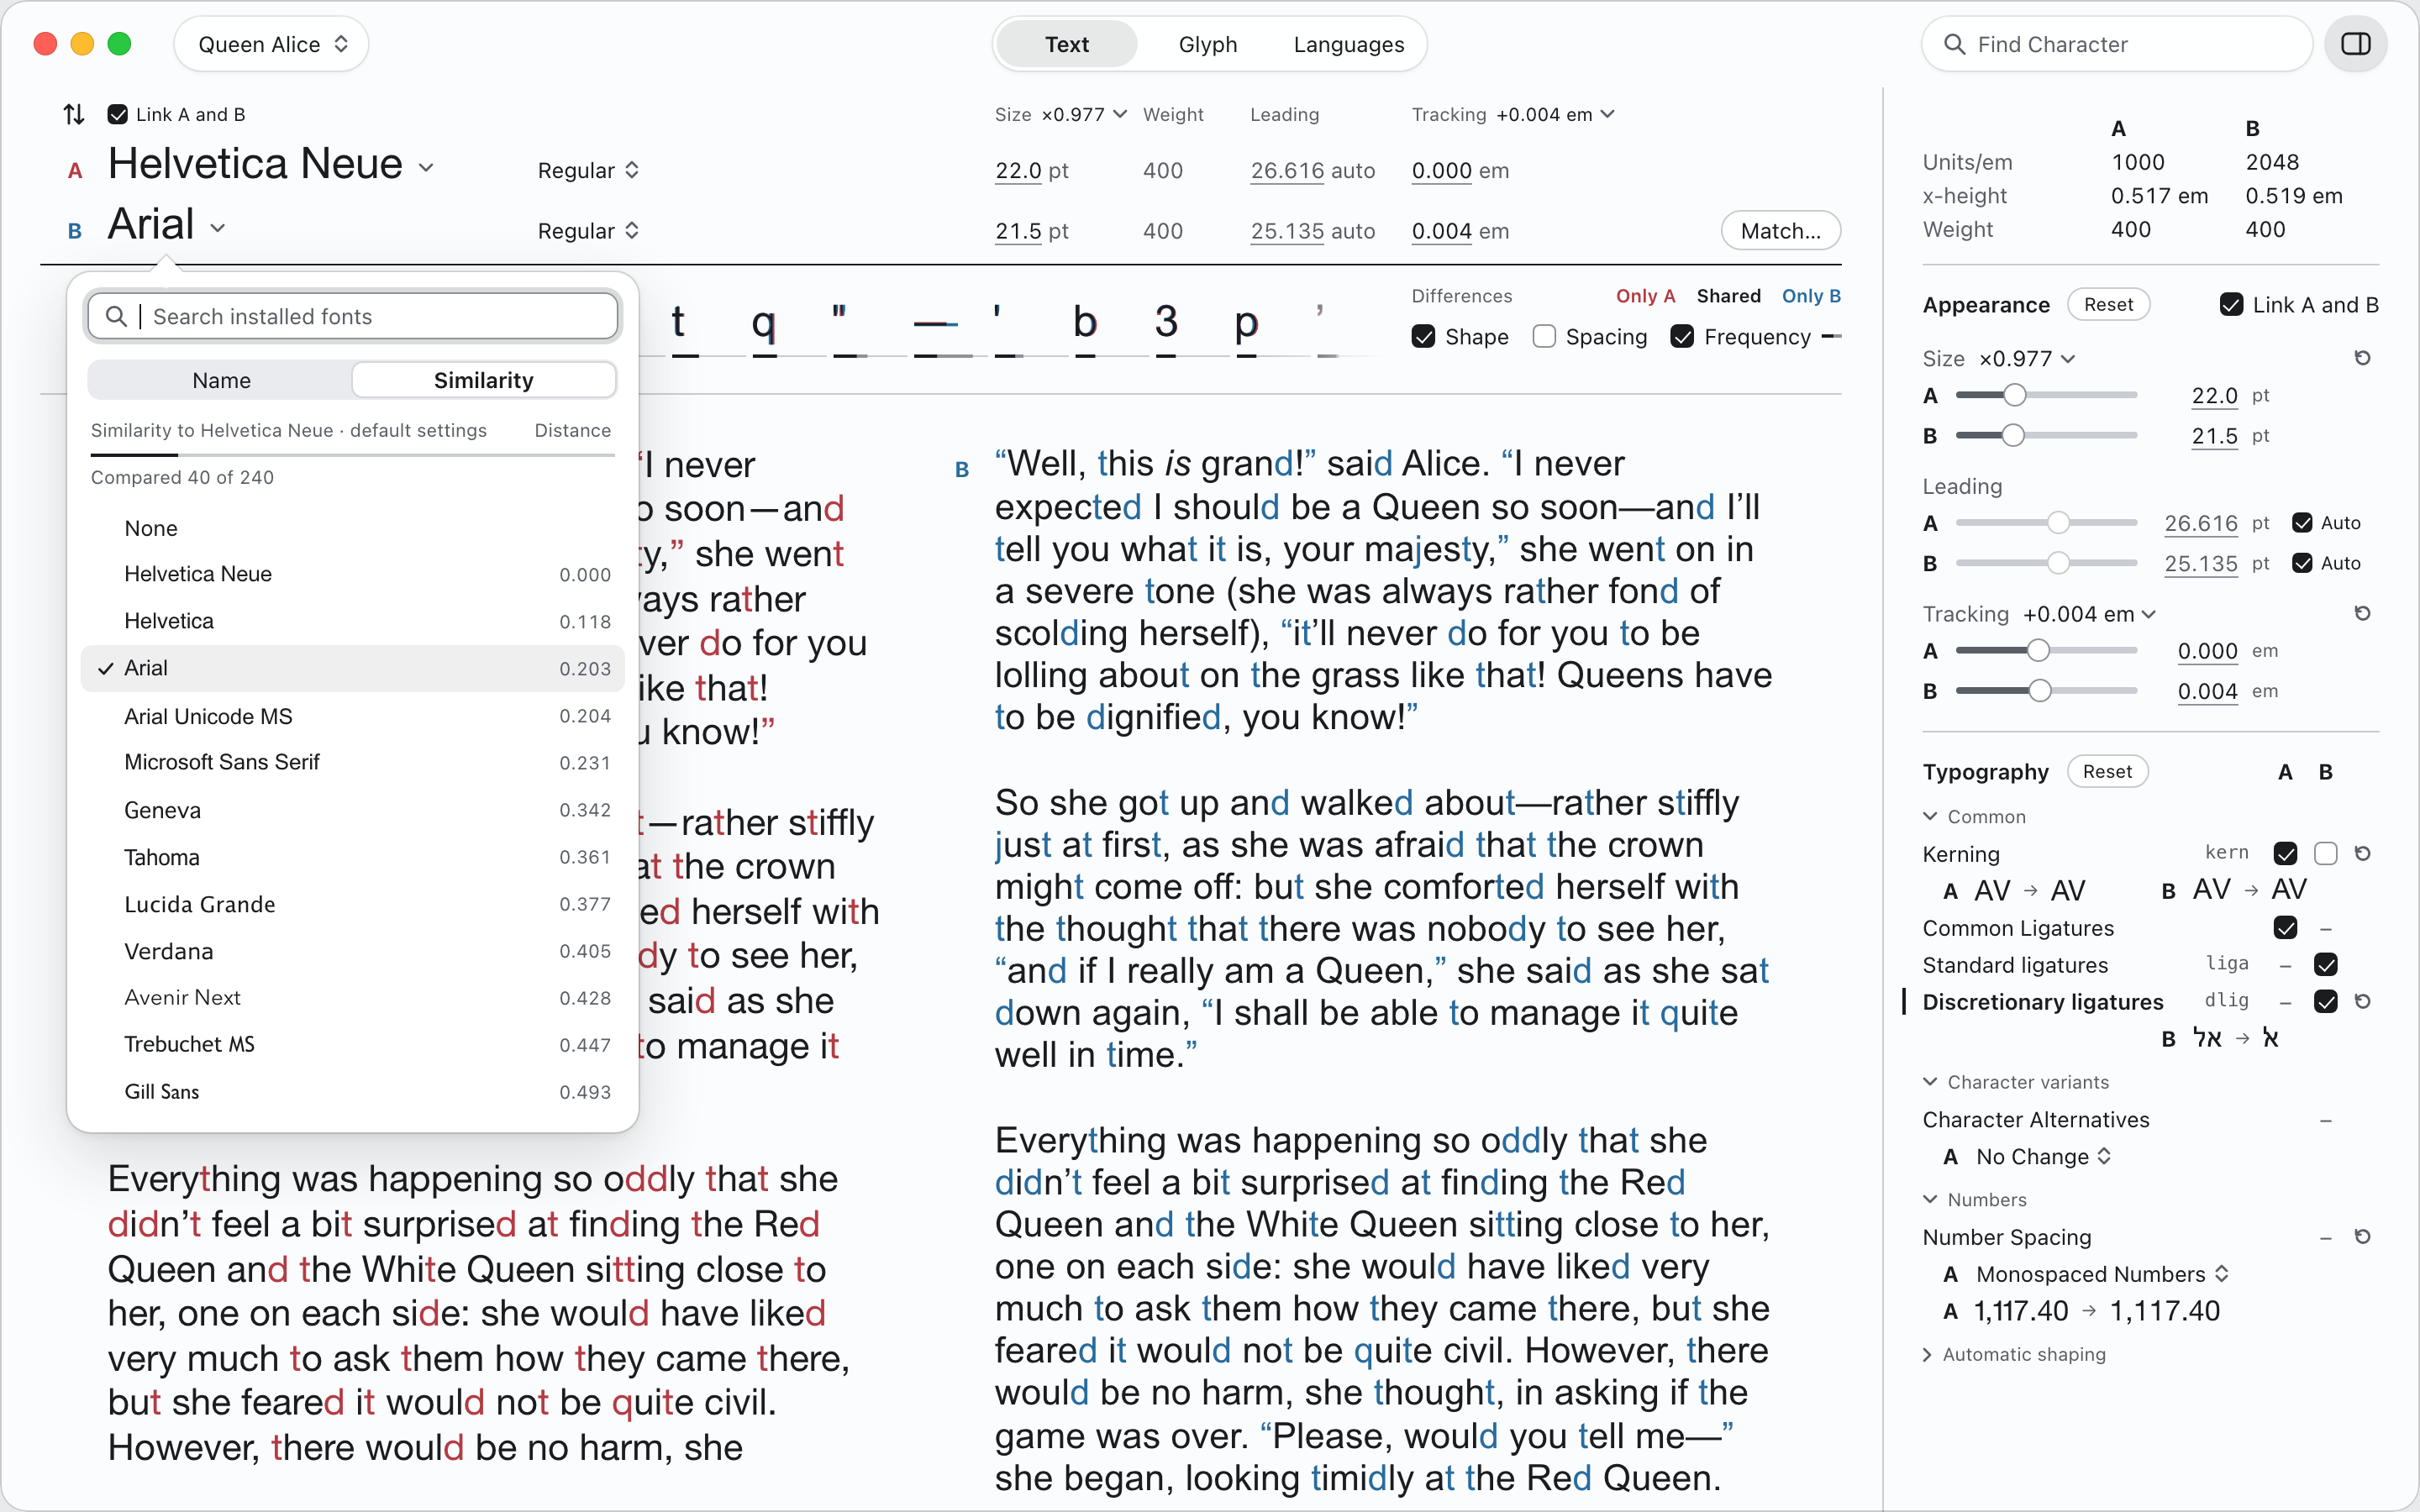 Queen Alice
Text Glyph Languages
Find Character
Link A and B
Size ×0.977 Weight Leading Tracking +0.004 em
A Helvetica Neue Regular 22.0 pt 400 26.616 auto 0.000 em
B Arial Regular 21.5 pt 400 25.135 auto 0.004 em
Match...
Search installed fonts
Name Similarity
Similarity to Helvetica Neue · default settings Distance
Compared 40 of 240
None
Helvetica Neue 0.000
Helvetica 0.118
Arial 0.203
Arial Unicode MS 0.204
Microsoft Sans Serif 0.231
Geneva 0.342
Tahoma 0.361
Lucida Grande 0.377
Verdana 0.405
Avenir Next 0.428
Trebuchet MS 0.447
Gill Sans 0.493
t q " — ' b 3 p ’
Differences Only A Shared Only B
Shape Spacing Frequency
“I never
o soon—and
ty,” she went
ways rather
ver do for you
like that!
u know!”
t—rather stiffly
at the crown
ed herself with
dy to see her,
said as she
to manage it
Everything was happening so oddly that she
didn’t feel a bit surprised at finding the Red
Queen and the White Queen sitting close to
her, one on each side: she would have liked
very much to ask them how they came there,
but she feared it would not be quite civil.
However, there would be no harm, she
B “Well, this is grand!” said Alice. “I never
expected I should be a Queen so soon—and I’ll
tell you what it is, your majesty,” she went on in
a severe tone (she was always rather fond of
scolding herself), “it’ll never do for you to be
lolling about on the grass like that! Queens have
to be dignified, you know!”
So she got up and walked about—rather stiffly
just at first, as she was afraid that the crown
might come off: but she comforted herself with
the thought that there was nobody to see her,
“and if I really am a Queen,” she said as she sat
down again, “I shall be able to manage it quite
well in time.”
Everything was happening so oddly that she
didn’t feel a bit surprised at finding the Red
Queen and the White Queen sitting close to her,
one on each side: she would have liked very
much to ask them how they came there, but she
feared it would not be quite civil. However, there
would be no harm, she thought, in asking if the
game was over. “Please, would you tell me—”
she began, looking timidly at the Red Queen.
A B
Units/em 1000 2048
x-height 0.517 em 0.519 em
Weight 400 400
Appearance Reset Link A and B
Size ×0.977
A 22.0 pt
B 21.5 pt
Leading
A 26.616 pt Auto
B 25.135 pt Auto
Tracking +0.004 em
A 0.000 em
B 0.004 em
Typography Reset A B
Common
Kerning kern
A AV → AV B AV → AV
Common Ligatures –
Standard ligatures liga –
Discretionary ligatures dlig –
B אל → ﭏ
Character variants
Character Alternatives –
A No Change
Numbers
Number Spacing –
A Monospaced Numbers
A 1,117.40 → 1,117.40
Automatic shaping